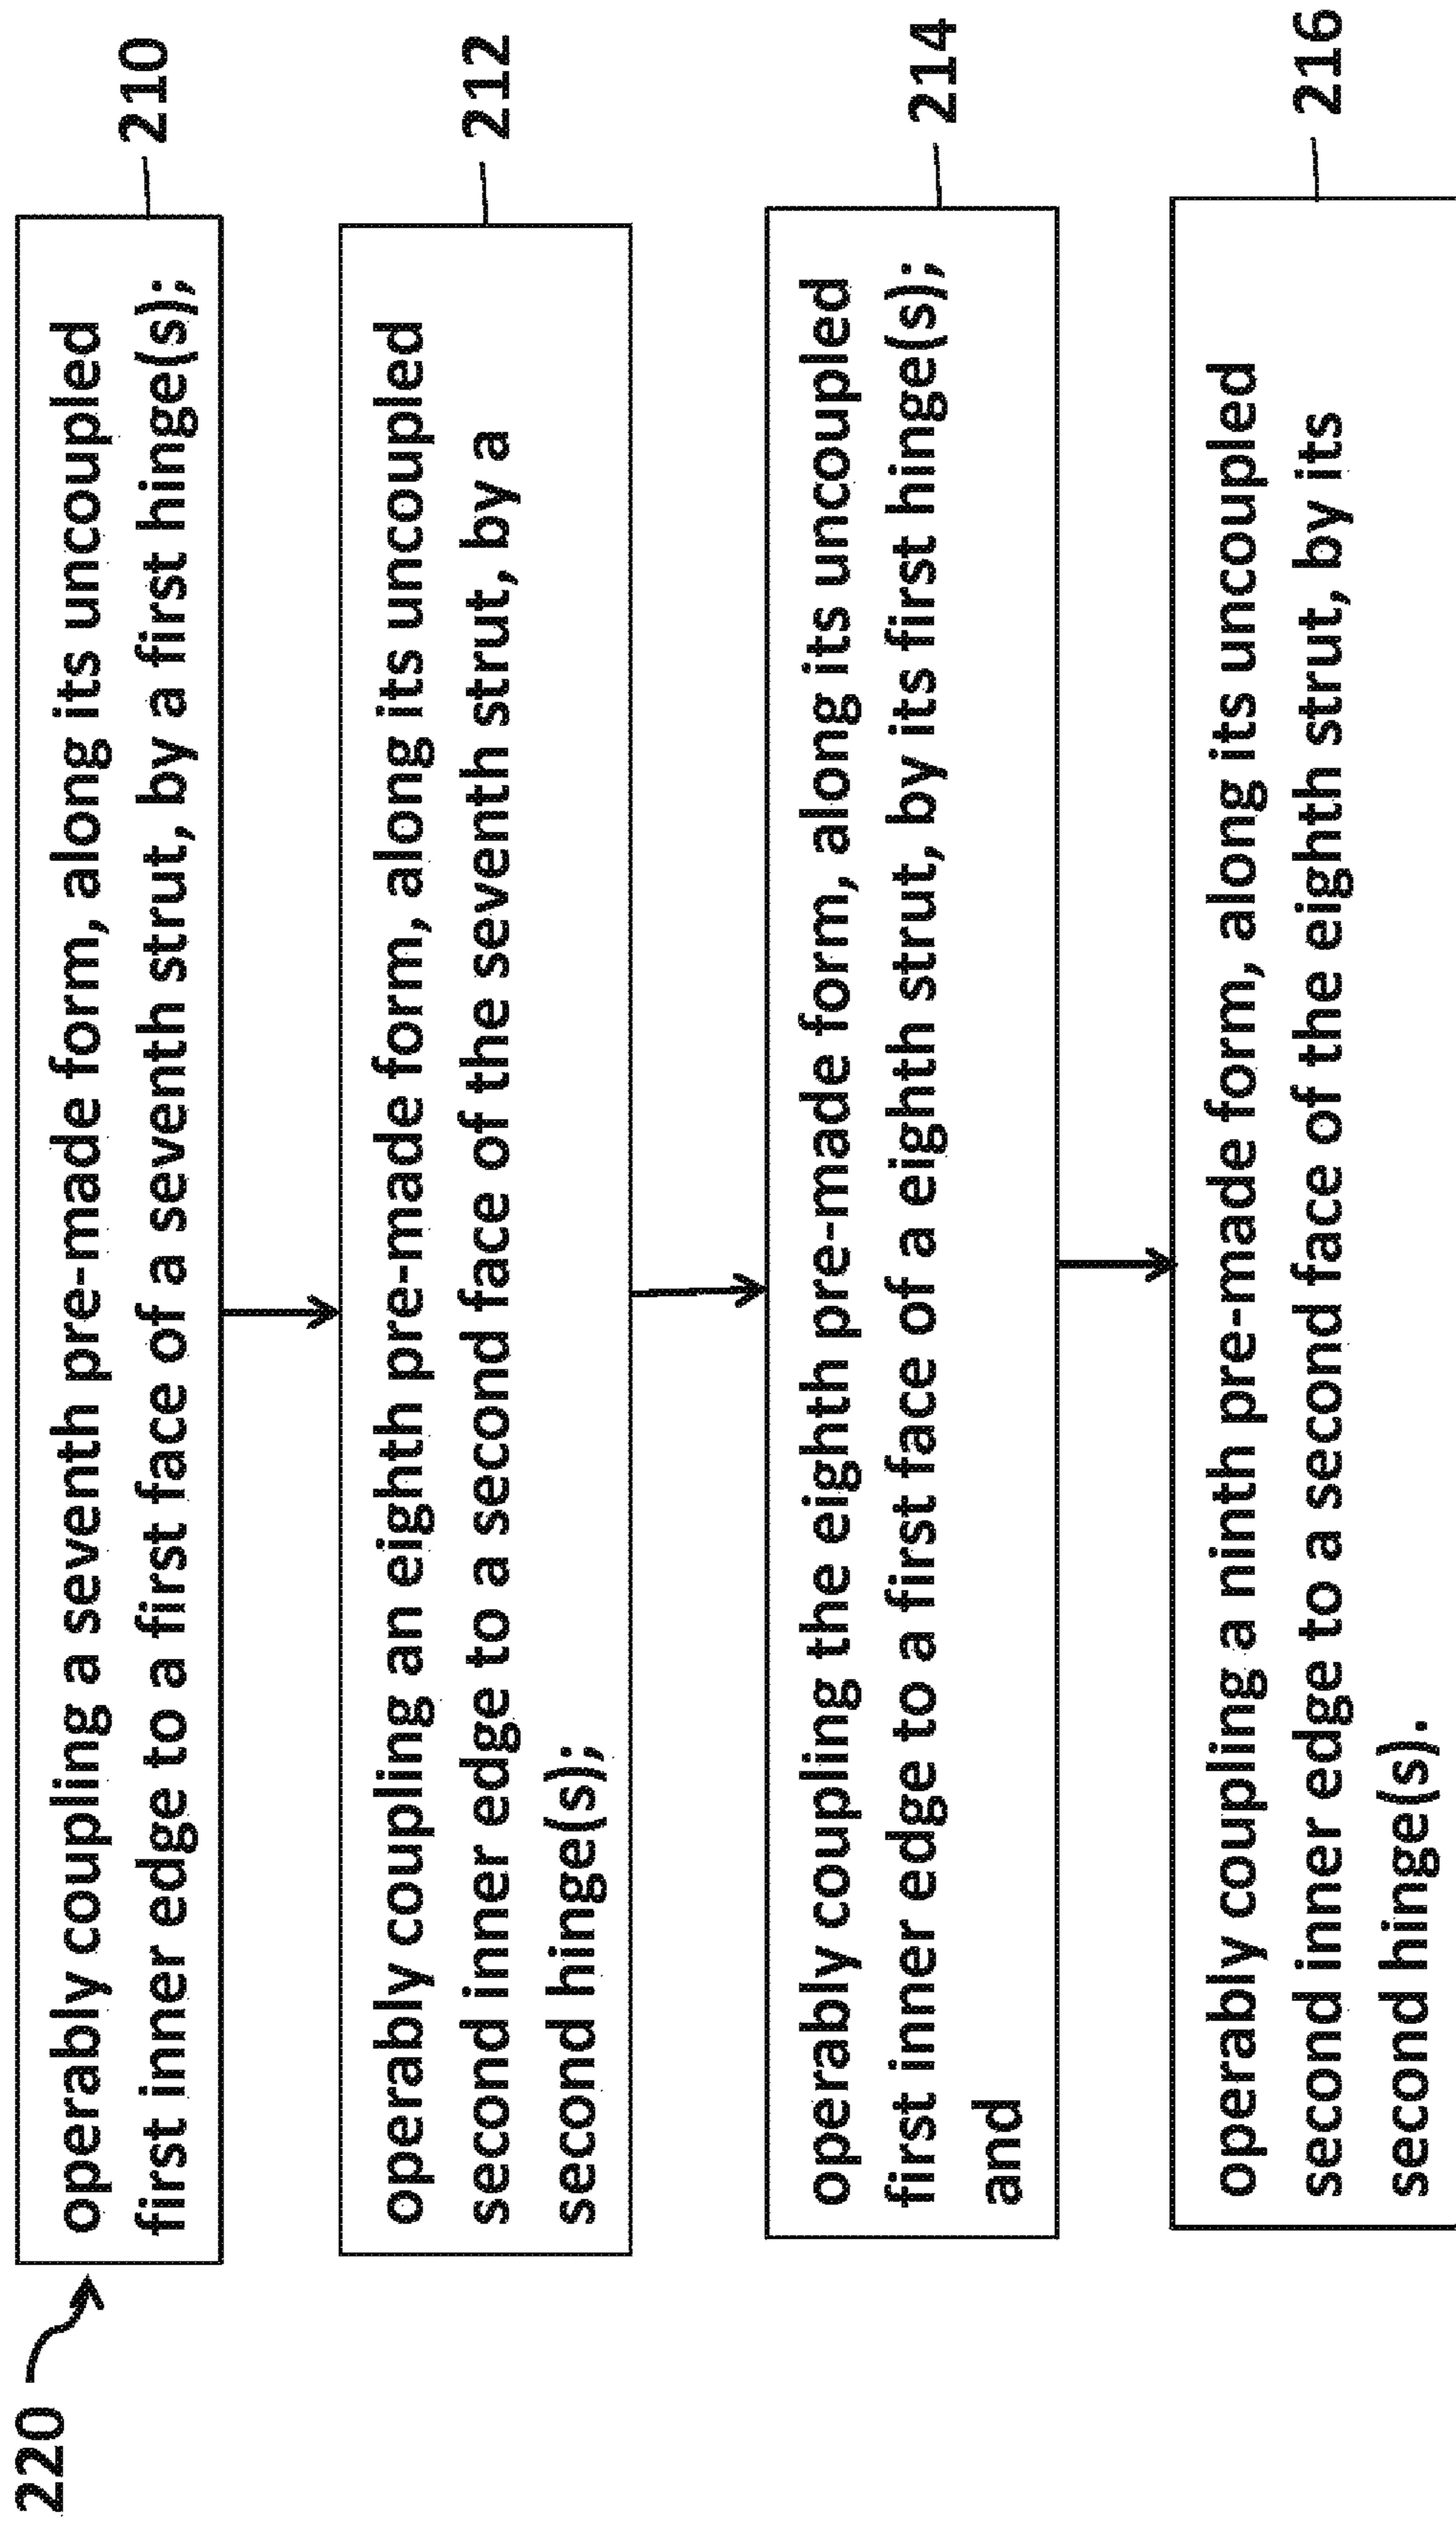 220
operably coupling a seventh pre-made form, along its uncoupled
first inner edge to a first face of a seventh strut, by a first hinge(s);
210
operably coupling an eighth pre-made form, along its uncoupled
second inner edge to a second face of the seventh strut, by a
second hinge(s);
212
operably coupling the eighth pre-made form, along its uncoupled
first inner edge to a first face of a eighth strut, by its first hinge(s);
and
214
operably coupling a ninth pre-made form, along its uncoupled
second inner edge to a second face of the eighth strut, by its
second hinge(s).
216